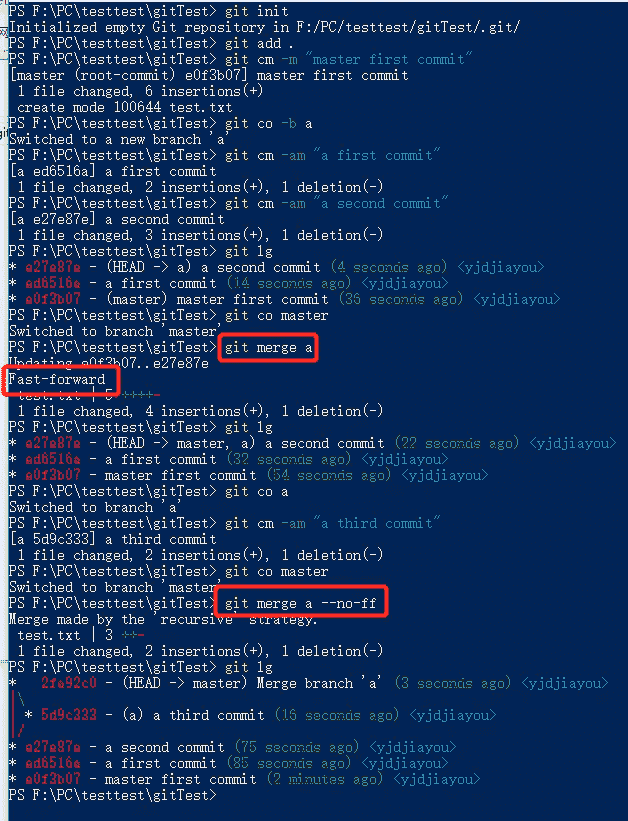 PS F:\PC\testtest\gitTest> git init
Initialized empty Git repository in F:/PC/testtest/gitTest/.git/
PS F:\PC\testtest\gitTest> git add .
PS F:\PC\testtest\gitTest> git cm -m "master first commit"
[master (root-commit) e0f3b07] master first commit
 1 file changed, 6 insertions(+)
 create mode 100644 test.txt
PS F:\PC\testtest\gitTest> git co -b a
Switched to a new branch 'a'
PS F:\PC\testtest\gitTest> git cm -am "a first commit"
[a ed6516a] a first commit
 1 file changed, 2 insertions(+), 1 deletion(-)
PS F:\PC\testtest\gitTest> git cm -am "a second commit"
[a e27e87e] a second commit
 1 file changed, 3 insertions(+), 1 deletion(-)
PS F:\PC\testtest\gitTest> git lg
* e27e87e - (HEAD -> a) a second commit (4 seconds ago) <yjdjiayou>
* ed6516a - a first commit (14 seconds ago) <yjdjiayou>
* e0f3b07 - (master) master first commit (36 seconds ago) <yjdjiayou>
PS F:\PC\testtest\gitTest> git co master
Switched to branch 'master'
PS F:\PC\testtest\gitTest> git merge a
Updating e0f3b07..e27e87e
Fast-forward
 test.txt | 5 ++++-
 1 file changed, 4 insertions(+), 1 deletion(-)
PS F:\PC\testtest\gitTest> git lg
* e27e87e - (HEAD -> master, a) a second commit (22 seconds ago) <yjdjiayou>
* ed6516a - a first commit (32 seconds ago) <yjdjiayou>
* e0f3b07 - master first commit (54 seconds ago) <yjdjiayou>
PS F:\PC\testtest\gitTest> git co a
Switched to branch 'a'
PS F:\PC\testtest\gitTest> git cm -am "a third commit"
[a 5d9c333] a third commit
 1 file changed, 2 insertions(+), 1 deletion(-)
PS F:\PC\testtest\gitTest> git co master
Switched to branch 'master'
PS F:\PC\testtest\gitTest> git merge a --no-ff
Merge made by the 'recursive' strategy.
 test.txt | 3 ++-
 1 file changed, 2 insertions(+), 1 deletion(-)
PS F:\PC\testtest\gitTest> git lg
*   2fe92c0 - (HEAD -> master) Merge branch 'a' (3 seconds ago) <yjdjiayou>
|\
| * 5d9c333 - (a) a third commit (16 seconds ago) <yjdjiayou>
|/
* e27e87e - a second commit (75 seconds ago) <yjdjiayou>
* ed6516a - a first commit (85 seconds ago) <yjdjiayou>
* e0f3b07 - master first commit (2 minutes ago) <yjdjiayou>
PS F:\PC\testtest\gitTest>